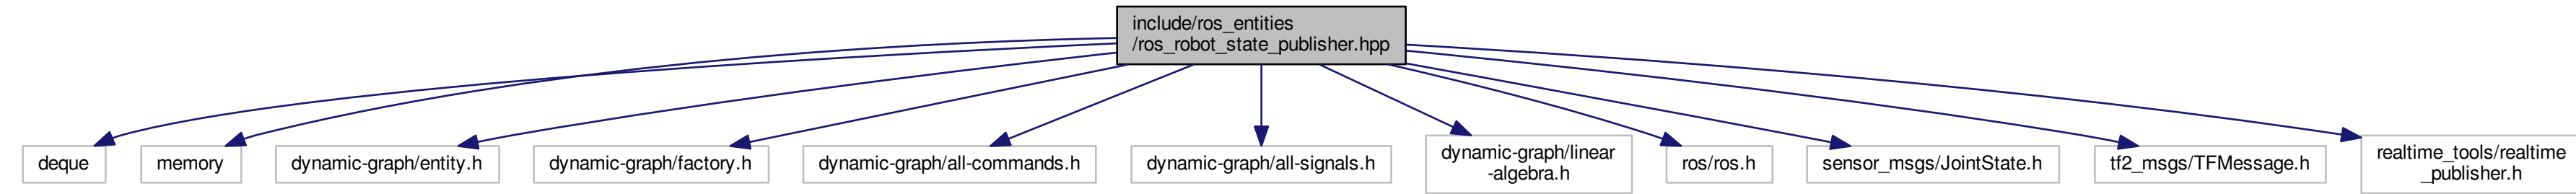 include/ros_entities
/ros_robot_state_publisher.hpp
deque
memory
dynamic-graph/entity.h
dynamic-graph/factory.h
dynamic-graph/all-commands.h
dynamic-graph/all-signals.h
dynamic-graph/linear
-algebra.h
ros/ros.h
sensor_msgs/JointState.h
tf2_msgs/TFMessage.h
realtime_tools/realtime
_publisher.h